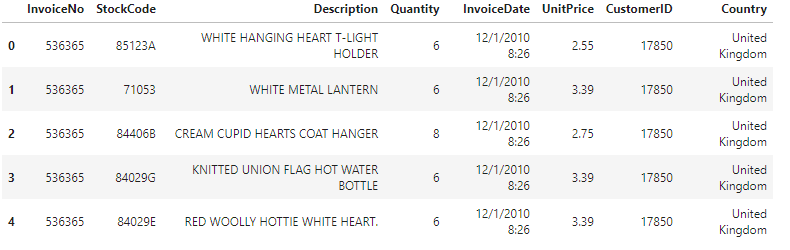 InvoiceNo StockCode Description Quantity InvoiceDate UnitPrice CustomerID Country
0 536365 85123A WHITE HANGING HEART T-LIGHT HOLDER 6 12/1/2010 8:26 2.55 17850 United Kingdom
1 536365 71053 WHITE METAL LANTERN 6 12/1/2010 8:26 3.39 17850 United Kingdom
2 536365 84406B CREAM CUPID HEARTS COAT HANGER 8 12/1/2010 8:26 2.75 17850 United Kingdom
3 536365 84029G KNITTED UNION FLAG HOT WATER BOTTLE 6 12/1/2010 8:26 3.39 17850 United Kingdom
4 536365 84029E RED WOOLLY HOTTIE WHITE HEART. 6 12/1/2010 8:26 3.39 17850 United Kingdom